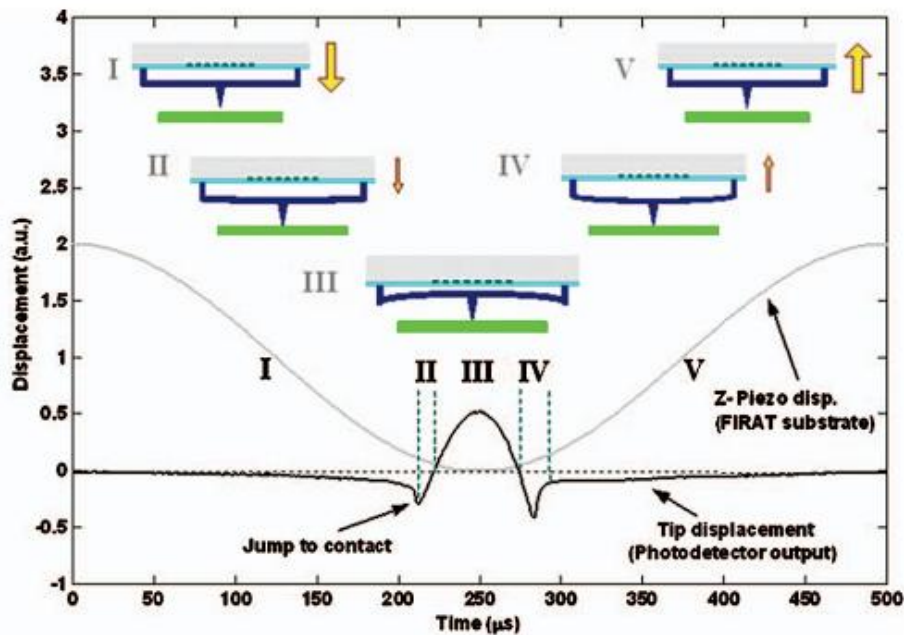 4
3.5
3
2.5
2
1.5
1
0.5
0
-0.5
-1
Displacement (a.u.)
I
V
II
IV
III
I
II
III
IV
V
Z- Piezo disp.
(FIRAT substrate)
Jump to contact
Tip displacement
(Photodetector output)
0 50 100 150 200 250 300 350 400 450 500
Time (μs)